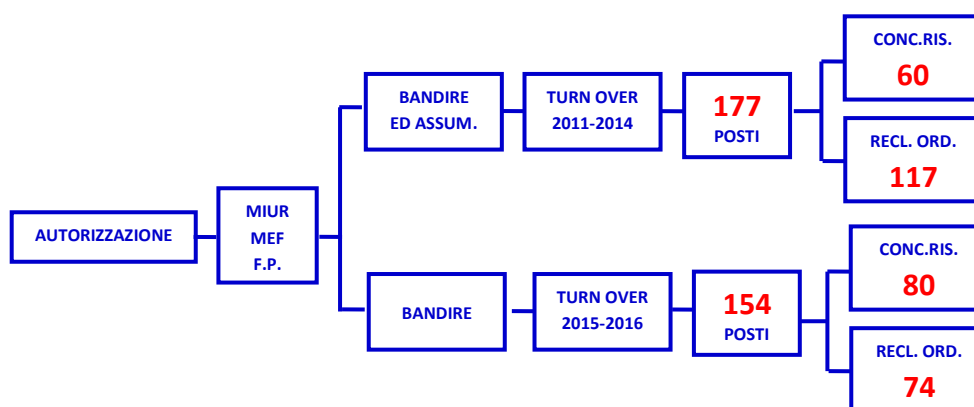 AUTORIZZAZIONE
MIUR
MEF
F.P.
BANDIRE
ED ASSUM.
TURN OVER
2011-2014
177
POSTI
CONC.RIS.
60
RECL. ORD.
117
BANDIRE
TURN OVER
2015-2016
154
POSTI
CONC.RIS.
80
RECL. ORD.
74